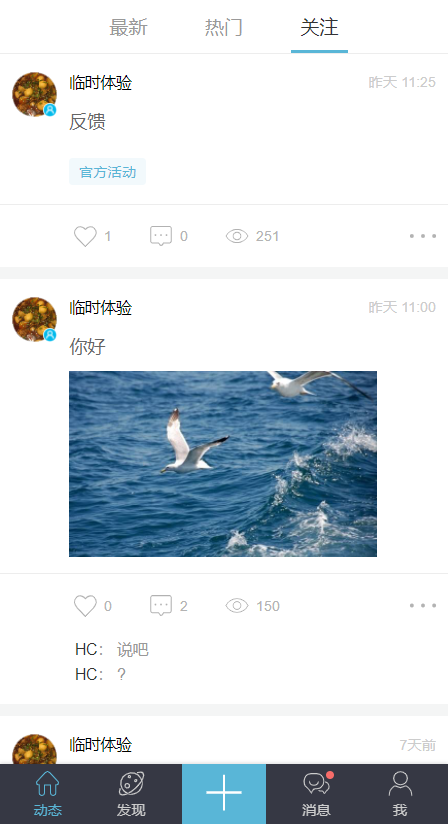 最新 热门 关注
临时体验 昨天 11:25
反馈
官方活动
1 0 251
临时体验 昨天 11:00
你好
0 2 150
HC： 说吧
HC： ?
临时体验 7天前
动态 发现 消息 我